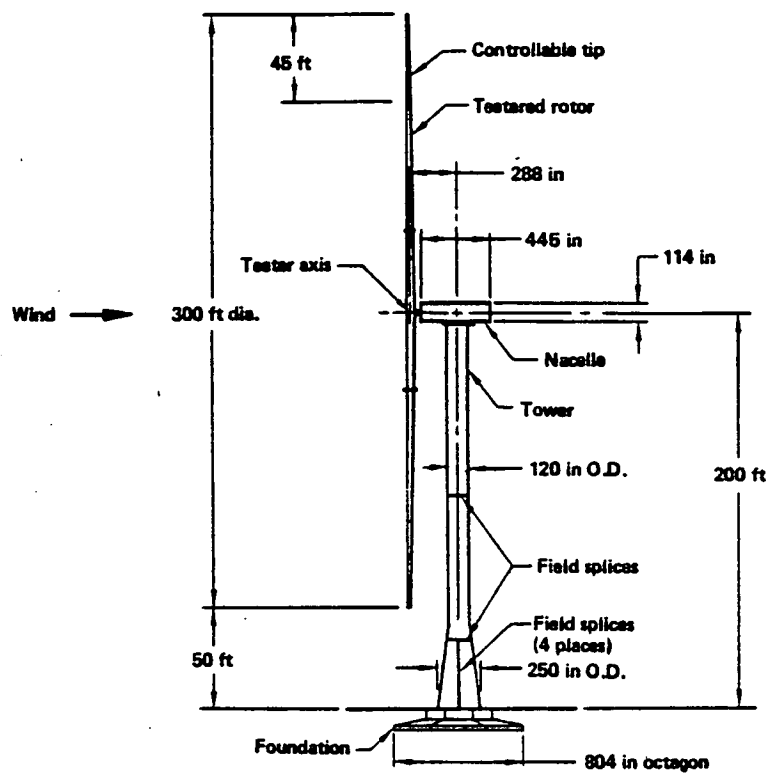 45 ft
Controllable tip
Teetered rotor
288 in
445 in
Teeter axis
114 in
Wind
300 ft dia.
Nacelle
Tower
120 in O.D.
200 ft
Field splices
Field splices
(4 places)
50 ft
250 in O.D.
Foundation
804 in octagon